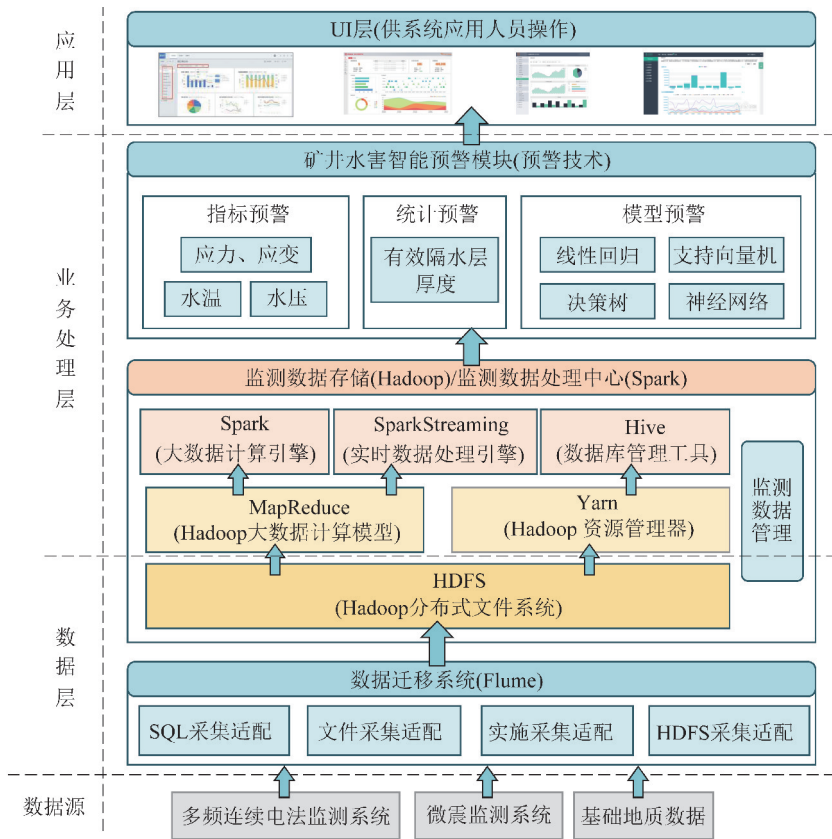 应用层
UI层(供系统应用人员操作)
业务处理层
矿井水害智能预警模块(预警技术)
指标预警
应力、应变
水温
水压
统计预警
有效隔水层
厚度
模型预警
线性回归
支持向量机
决策树
神经网络
监测数据存储(Hadoop)/监测数据处理中心(Spark)
Spark
(大数据计算引擎)
SparkStreaming
(实时数据处理引擎)
Hive
(数据库管理工具)
MapReduce
(Hadoop大数据计算模型)
Yarn
(Hadoop 资源管理器)
监测
数据
管理
数据层
HDFS
(Hadoop分布式文件系统)
数据迁移系统(Flume)
SQL采集适配
文件采集适配
实施采集适配
HDFS采集适配
数据源
多频连续电法监测系统
微震监测系统
基础地质数据